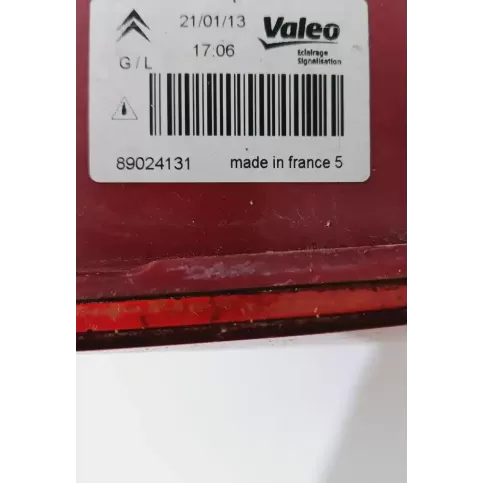 21/01/13 Valeo
G / L 17:06 Eclairage
Signalisation
89024131 made in france 5